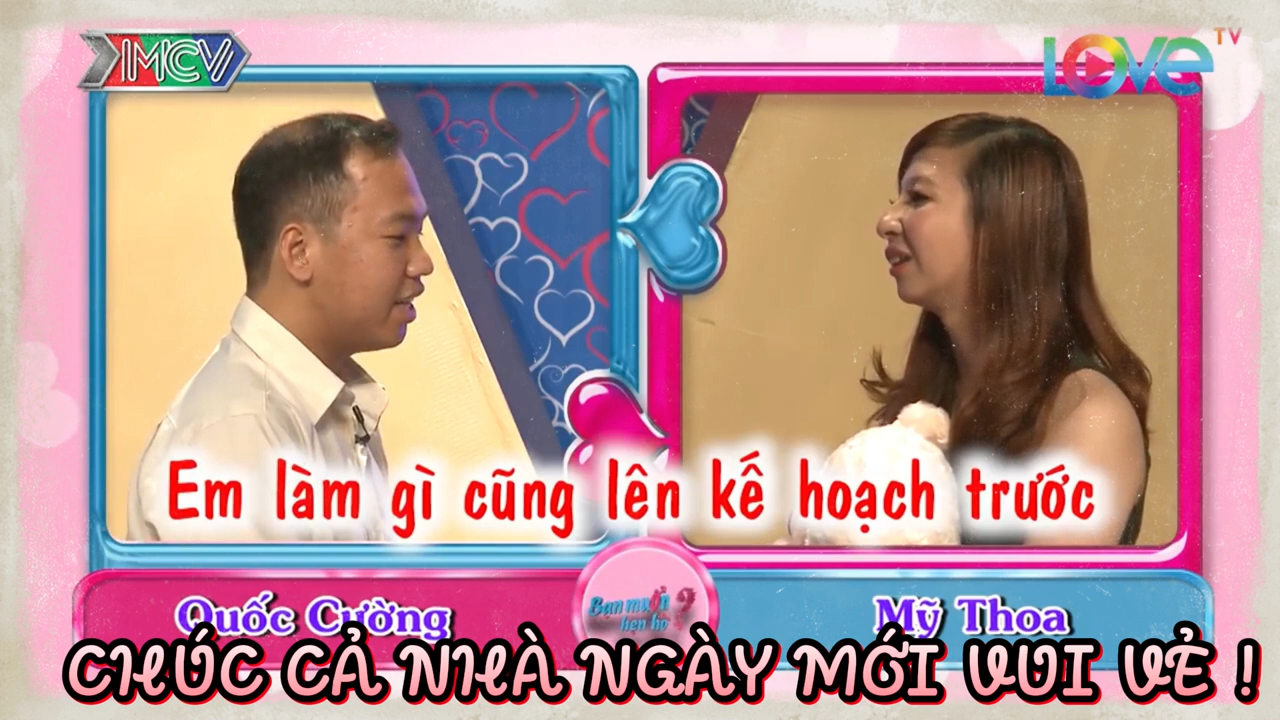 MCV
LOVE TV
Em làm gì cũng lên kế hoạch trước
Quốc Cường
Bạn muốn
hẹn hò ?
Mỹ Thoa
CHÚC CẢ NHÀ NGÀY MỚI VUI VẺ !